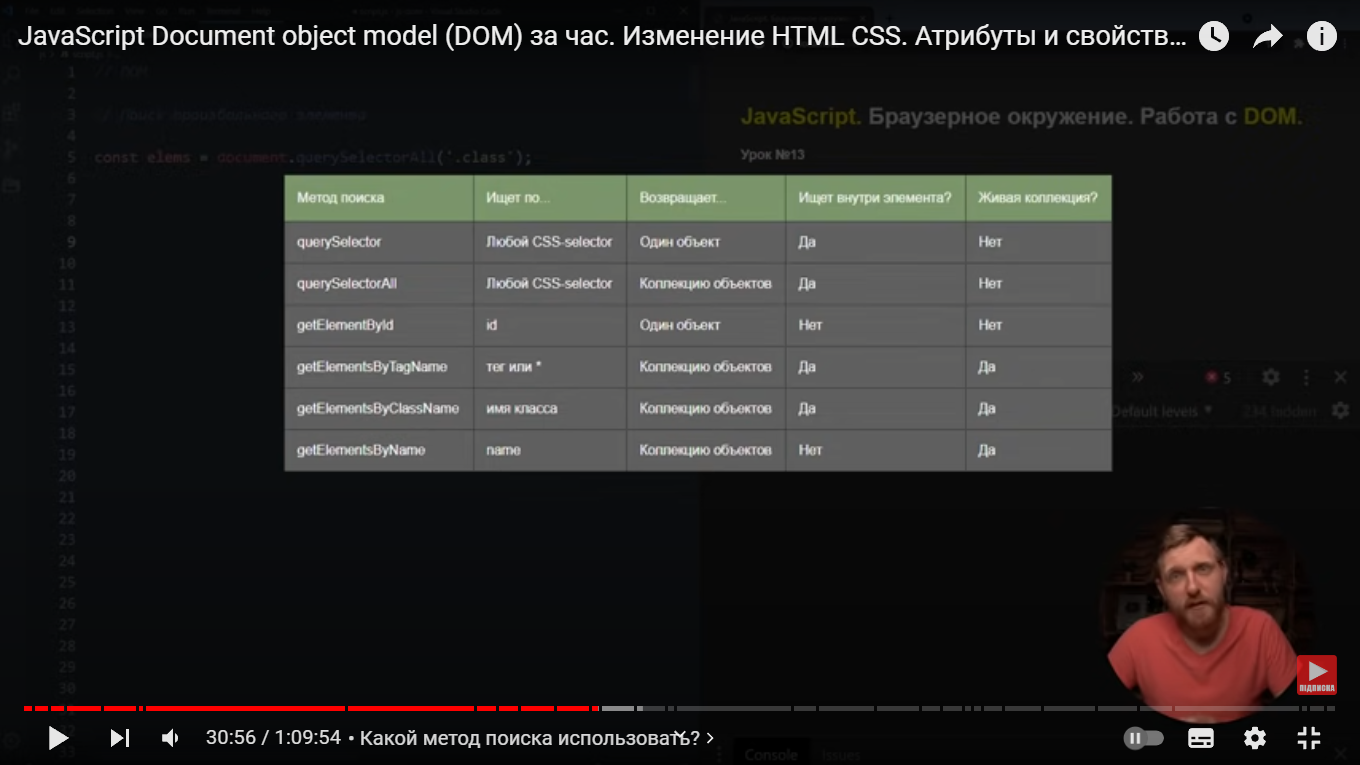 JavaScript Document object model (DOM) за час. Изменение HTML CSS. Атрибуты и свойств...
1 // DOM
2
3
4
5 const elems = document.querySelectorAll('.class');
6
7
8
9
10
11
12
13
14
15
16
17
18
19
20
21
22
23
24
25
26
27
28
29
30
JavaScript. Браузерное окружение. Работа с DOM.
Урок №13
Метод поиска Ищет по... Возвращает... Ищет внутри элемента? Живая коллекция?
querySelector Любой CSS-selector Один объект Да Нет
querySelectorAll Любой CSS-selector Коллекцию объектов Да Нет
getElementById id Один объект Нет Нет
getElementsByTagName тег или * Коллекцию объектов Да Да
getElementsByClassName имя класса Коллекцию объектов Да Да
getElementsByName name Коллекцию объектов Нет Да
5
Default levels 234 hidden
ПІДПИСКА
30:56 / 1:09:54 • Какой метод поиска использовать?
Console Issues